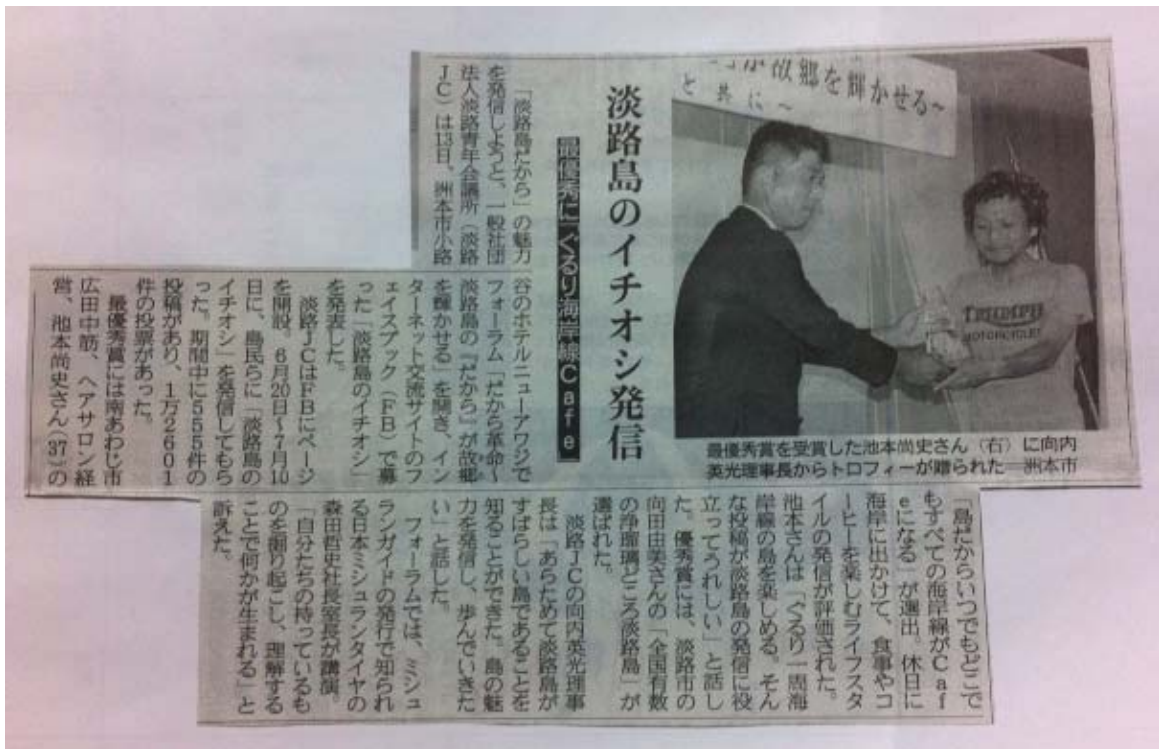 が故郷を輝かせる～
と共に～
TRIUMPH
MOTORCYCLES
最優秀賞を受賞した池本尚史さん（右）に向内
英光理事長からトロフィーが贈られた＝洲本市
淡路島のイチオシ発信
最優秀に「ぐるり海岸線Cafe」
「淡路島だから」の魅力
を発信しようと、一般社団
法人淡路青年会議所（淡路
ＪＣ）は13日、洲本市小路
谷のホテルニューアワジで
フォーラム「だから革命～
淡路島の『だから』が故郷
を輝かせる」を開き、イン
ターネット交流サイトのフ
ェイスブック（ＦＢ）で募
った「淡路島のイチオシ」
を発表した。
淡路ＪＣはＦＢにページ
を開設。６月20日～７月10
日に、島民らに「淡路島の
イチオシ」を発信してもら
った。期間中に５５５件の
投稿があり、１万２６０１
件の投票があった。
最優秀賞には南あわじ市
広田中筋、ヘアサロン経
営、池本尚史さん（37）の
「島だからいつでもどこで
もすべての海岸線がＣａｆ
ｅになる」が選出。休日に
海岸に出かけて、食事やコ
ーヒーを楽しむライフスタ
イルの発信が評価された。
池本さんは「ぐるり一周海
岸線の島を楽しめる。そん
な投稿が淡路島の発信に役
立ってうれしい」と話し
た。優秀賞には、淡路市の
向田由美さんの「全国有数
の浄瑠璃どころ淡路島」が
選ばれた。
淡路ＪＣの向内英光理事
長は「あらためて淡路島が
すばらしい島であることを
知ることができた。島の魅
力を発信し、歩んでいきた
い」と話した。
フォーラムでは、ミシュ
ランガイドの発行で知られ
る日本ミシュランタイヤの
森田哲史社長室長が講演。
「自分たちの持っているも
のを掘り起こし、理解する
ことで何かが生まれる」と
訴えた。